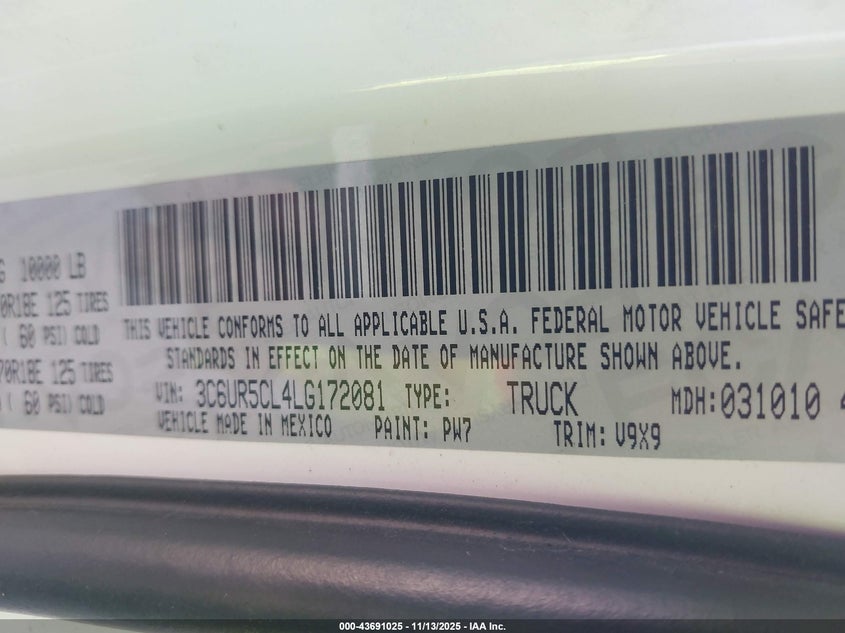 G 10000 LB
70R18E 125 TIRES
( 60 PSI) COLD
70R18E 125 TIRES
( 60 PSI) COLD
THIS VEHICLE CONFORMS TO ALL APPLICABLE U.S.A. FEDERAL MOTOR VEHICLE SAFE
STANDARDS IN EFFECT ON THE DATE OF MANUFACTURE SHOWN ABOVE.
VIN: 3C6UR5CL4LG172081 TYPE: TRUCK MDH:031010 4
VEHICLE MADE IN MEXICO PAINT: PW7 TRIM: V9X9
000-43691025 - 11/13/2025 - IAA Inc.